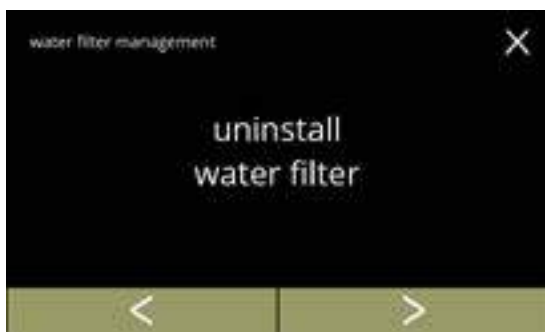 water filter management
X
uninstall
water filter
< >